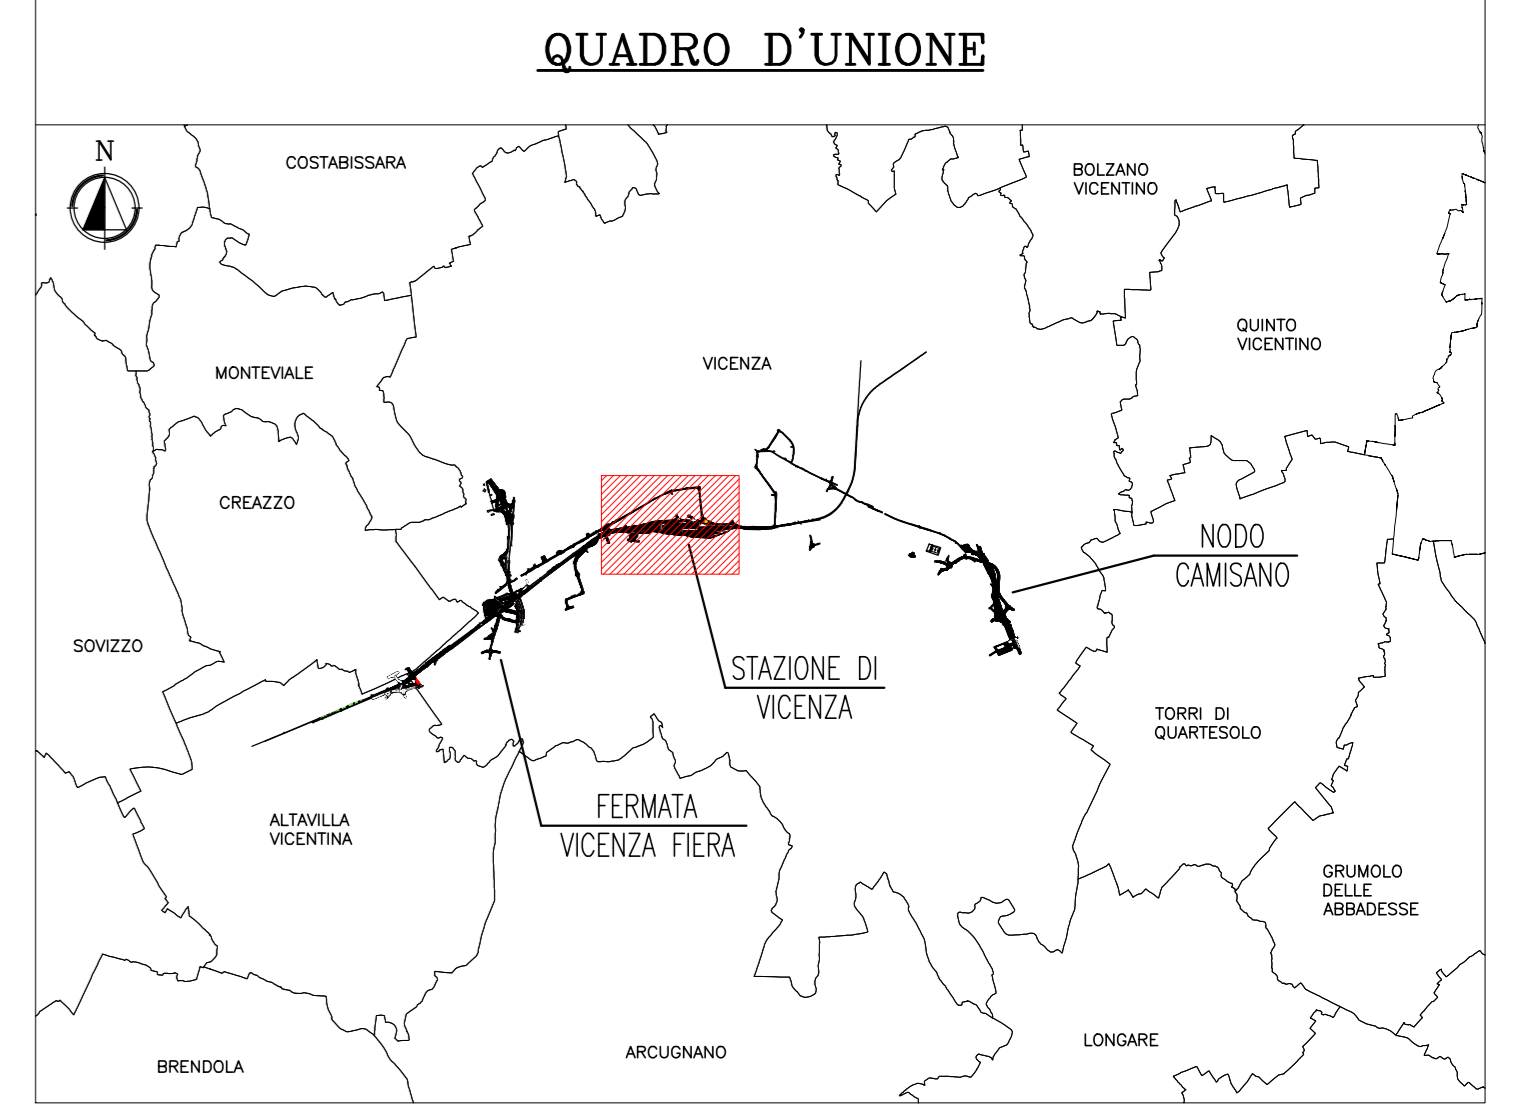 QUADRO D'UNIONE
N
COSTABISSARA
BOLZANO
VICENTINO
QUINTO
VICENTINO
VICENZA
MONTEVIALE
CREAZZO
NODO
CAMISANO
SOVIZZO
STAZIONE DI
VICENZA
TORRI DI
QUARTESOLO
FERMATA
VICENZA FIERA
ALTAVILLA
VICENTINA
GRUMOLO
DELLE
ABBADESSE
LONGARE
ARCUGNANO
BRENDOLA